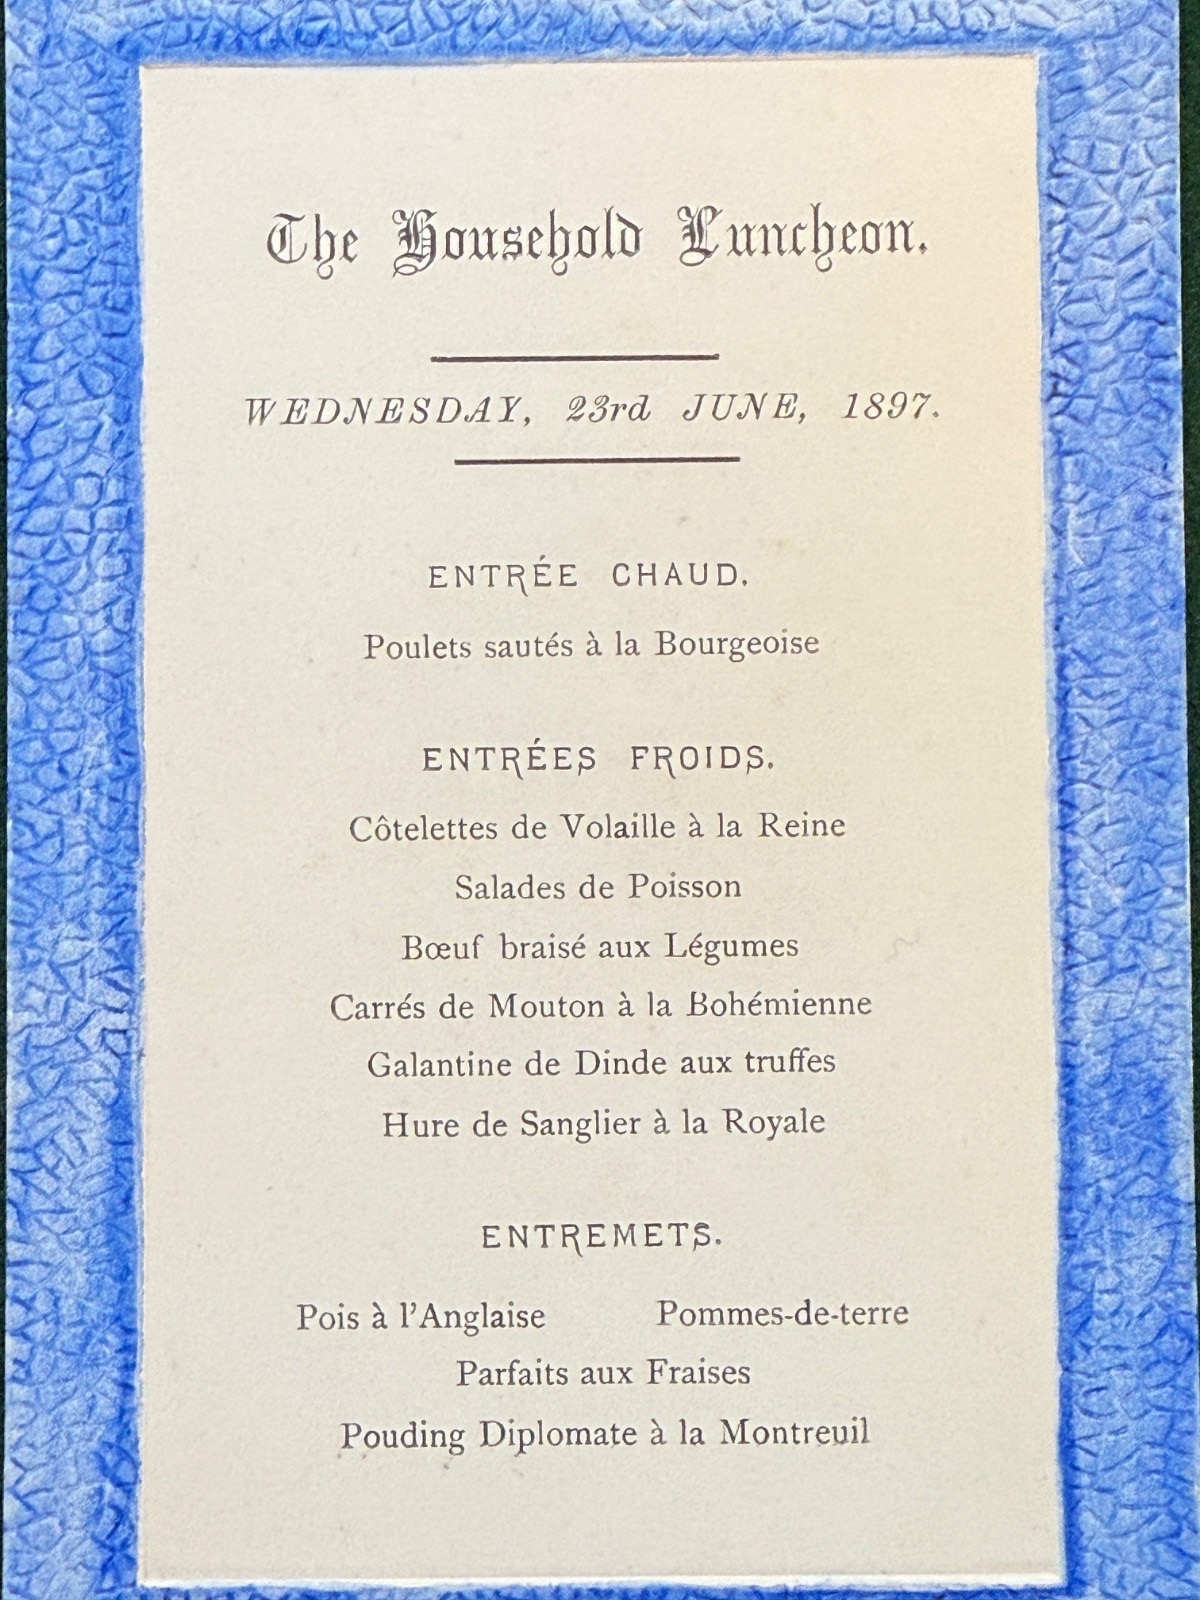 The Household Luncheon.
WEDNESDAY, 23rd JUNE, 1897.
ENTRÉE CHAUD.
Poulets sautés à la Bourgeoise
ENTRÉES FROIDS.
Côtelettes de Volaille à la Reine
Salades de Poisson
Bœuf braisé aux Légumes
Carrés de Mouton à la Bohémienne
Galantine de Dinde aux truffes
Hure de Sanglier à la Royale
ENTREMETS.
Pois à l'Anglaise Pommes-de-terre
Parfaits aux Fraises
Pouding Diplomate à la Montreuil